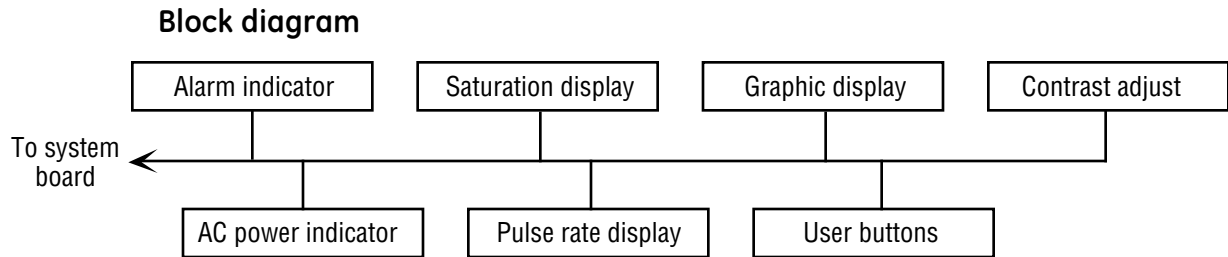 Block diagram
Alarm indicator
Saturation display
Graphic display
Contrast adjust
To system
board
AC power indicator
Pulse rate display
User buttons